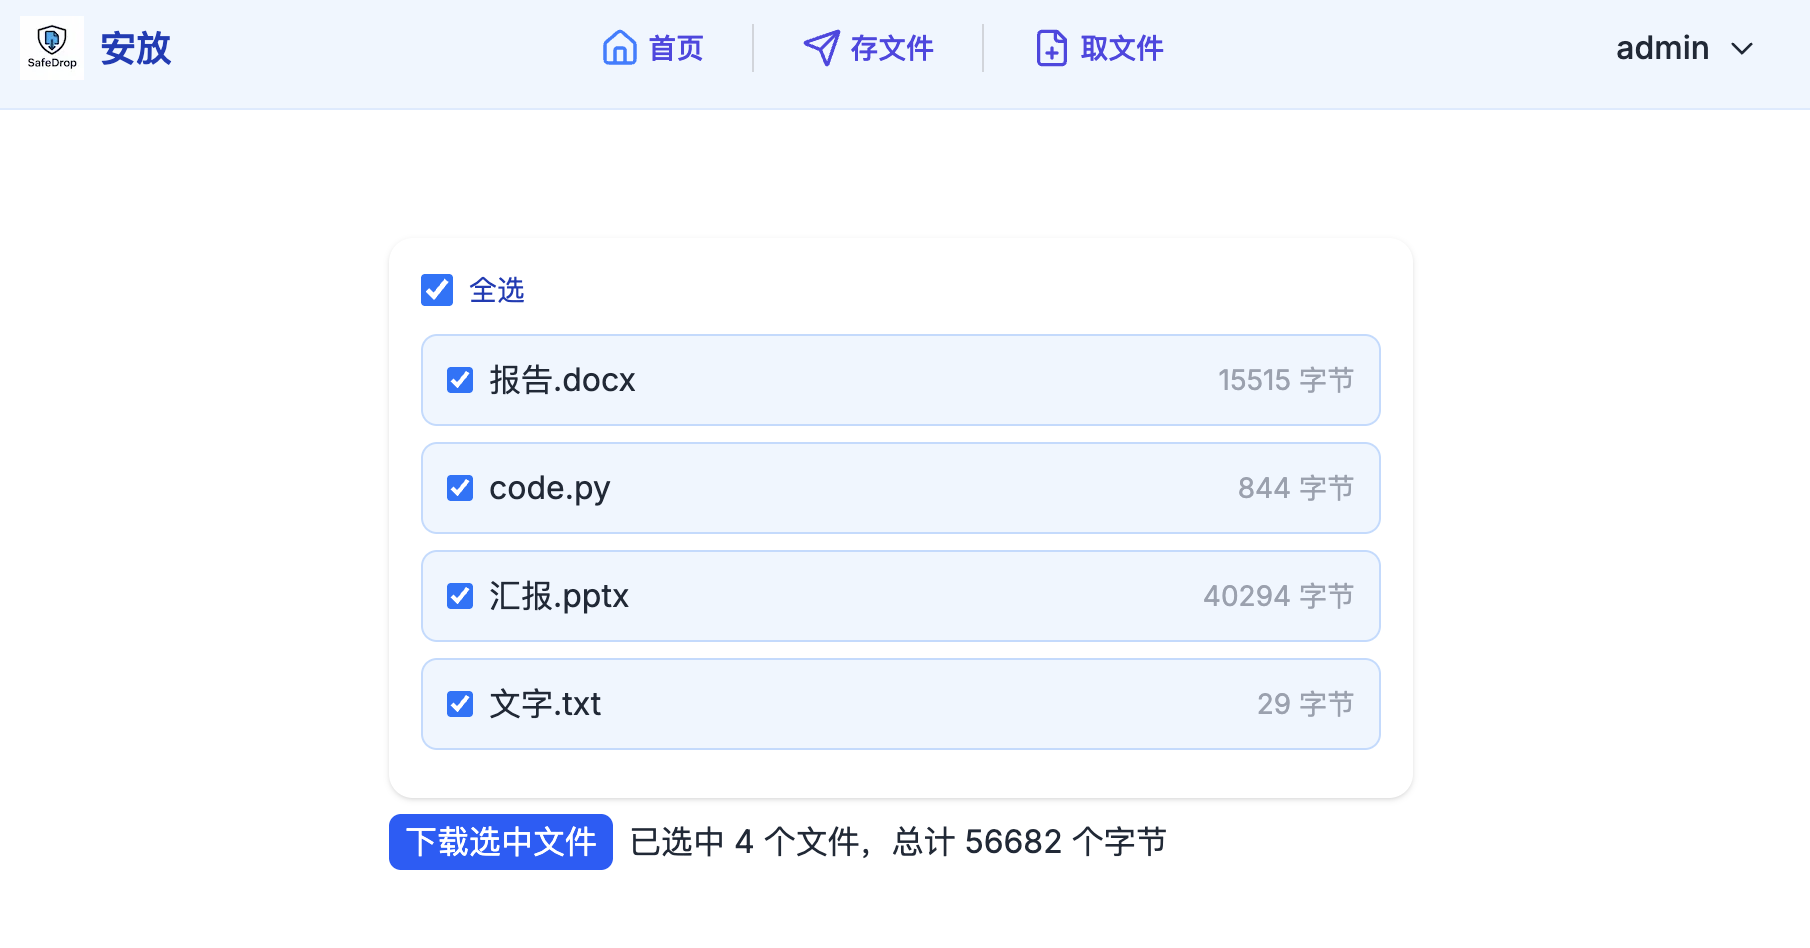 SafeDrop
安放
首页
存文件
取文件
admin
全选
报告.docx 15515 字节
code.py 844 字节
汇报.pptx 40294 字节
文字.txt 29 字节
下载选中文件 已选中 4 个文件，总计 56682 个字节